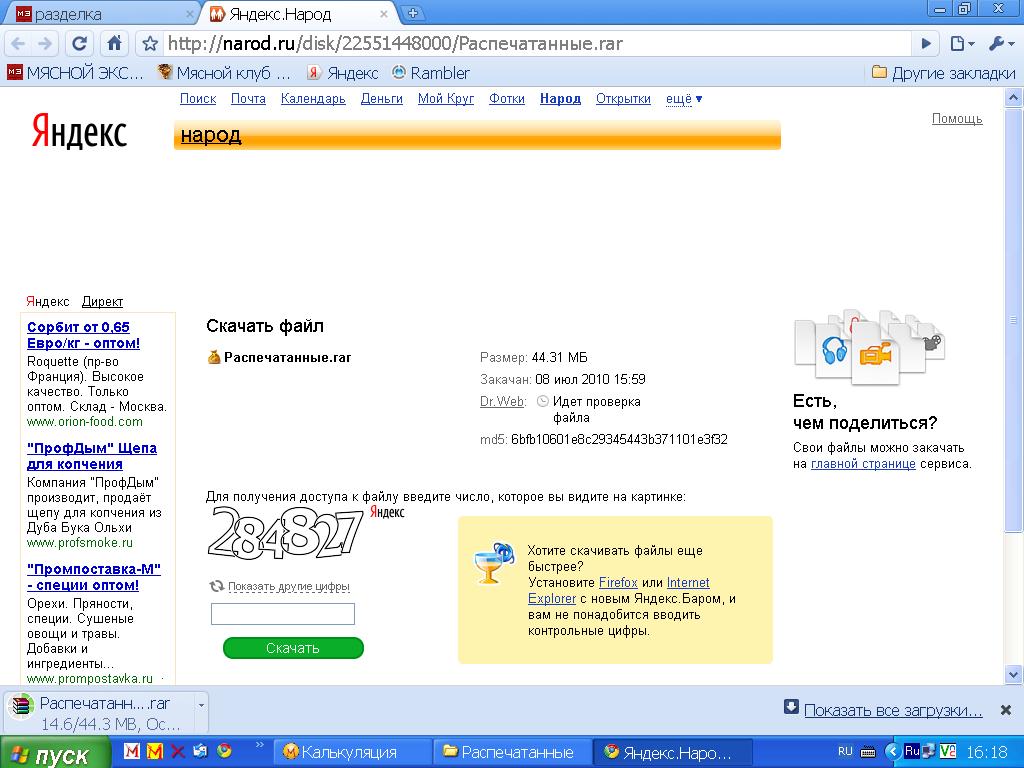 разделка
Яндекс.Народ
http://narod.ru/disk/22551448000/Распечатанные.rar
МЯСНОЙ ЭКС... Мясной клуб ... Яндекс Rambler Другие закладки
Поиск Почта Календарь Деньги Мой Круг Фотки Народ Открытки ещё ▼
Помощь
Яндекс
народ
Яндекс Директ
Сорбит от 0,65
Евро/кг - оптом!
Roquette (пр-во
Франция). Высокое
качество. Только
оптом. Склад - Москва.
www.orion-food.com
"ПрофДым" Щепа
для копчения
Компания "ПрофДым"
производит, продаёт
щепу для копчения из
Дуба Бука Ольхи
www.profsmoke.ru
"Промпоставка-М"
- специи оптом!
Орехи. Пряности,
специи. Сушеные
овощи и травы.
Добавки и
ингредиенты...
www.prompostavka.ru
Скачать файл
Распечатанные.rar
Размер: 44.31 МБ
Закачан: 08 июл 2010 15:59
Dr.Web: Идет проверка
файла
md5: 6bfb10601e8c29345443b371101e3f32
Есть,
чем поделиться?
Свои файлы можно закачать
на главной странице сервиса.
Для получения доступа к файлу введите число, которое вы видите на картинке:
284827 Яндекс
Показать другие цифры
Скачать
Хотите скачивать файлы еще
быстрее?
Установите Firefox или Internet
Explorer с новым Яндекс.Баром, и
вам не понадобится вводить
контрольные цифры.
Распечатанн....rar
14.6/44.3 MB, Ос...
Показать все загрузки...
пуск
Калькуляция
Распечатанные
Яндекс.Наро...
RU
Ru
16:18